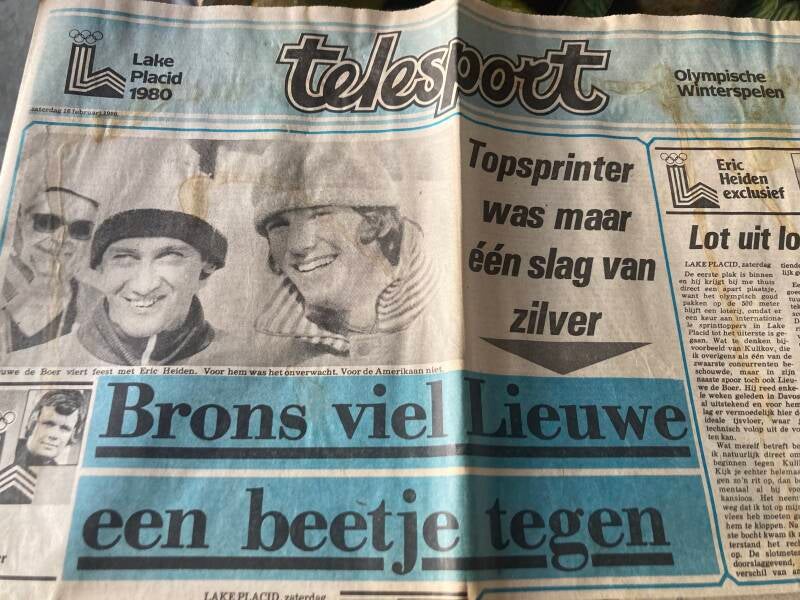 Lake
Placid
1980
telesport
Olympische
Winterspelen
zaterdag 16 februari 1980
Topsprinter
was maar
één slag van
zilver
Eric
Heiden
exclusief
Lot uit lo
uwe de Boer viert feest met Eric Heiden. Voor hem was het onverwacht. Voor de Amerikaan niet.
Brons viel Lieuwe
een beetje tegen
LAKE PLACID, zaterdag
De eerste plak is binnen
en hij krijgt bij me thuis
direct een apart plaatsje,
want het olympisch goud
pakken op de 500 meter
blijft een loterij, omdat er
een keur aan internationa-
le sprinttoppers in Lake
Placid tot het uiterste is ge-
gaan. Wat te denken bij-
voorbeeld van Kulikov, die
ik overigens als één van de
zwaarste concurrenten be-
schouwde, maar in zijn
naaste spoor toch ook Lieu-
we de Boer. Hij reed enke-
le weken geleden in Davos
al uitstekend en voor hem
lag er vermoedelijk hier d
ideale ijsvloer, waar
technisch volop uit de vo
ten kan.
Wat mezelf betreft
ik natuurlijk direct om
beginnen tegen Kulik
Kijk je echter helema
gen zo'n rit op, dan b
mentaal al bij voo
kansloos. Het neem
weg dat ik tot op mijn
vlees heb moeten g
hem te kloppen. Na
ste bocht kwam ik
terstand het rech
op. De slotmeter
doorslaggevend,
verschil van
LAKE PLACID, zaterdag